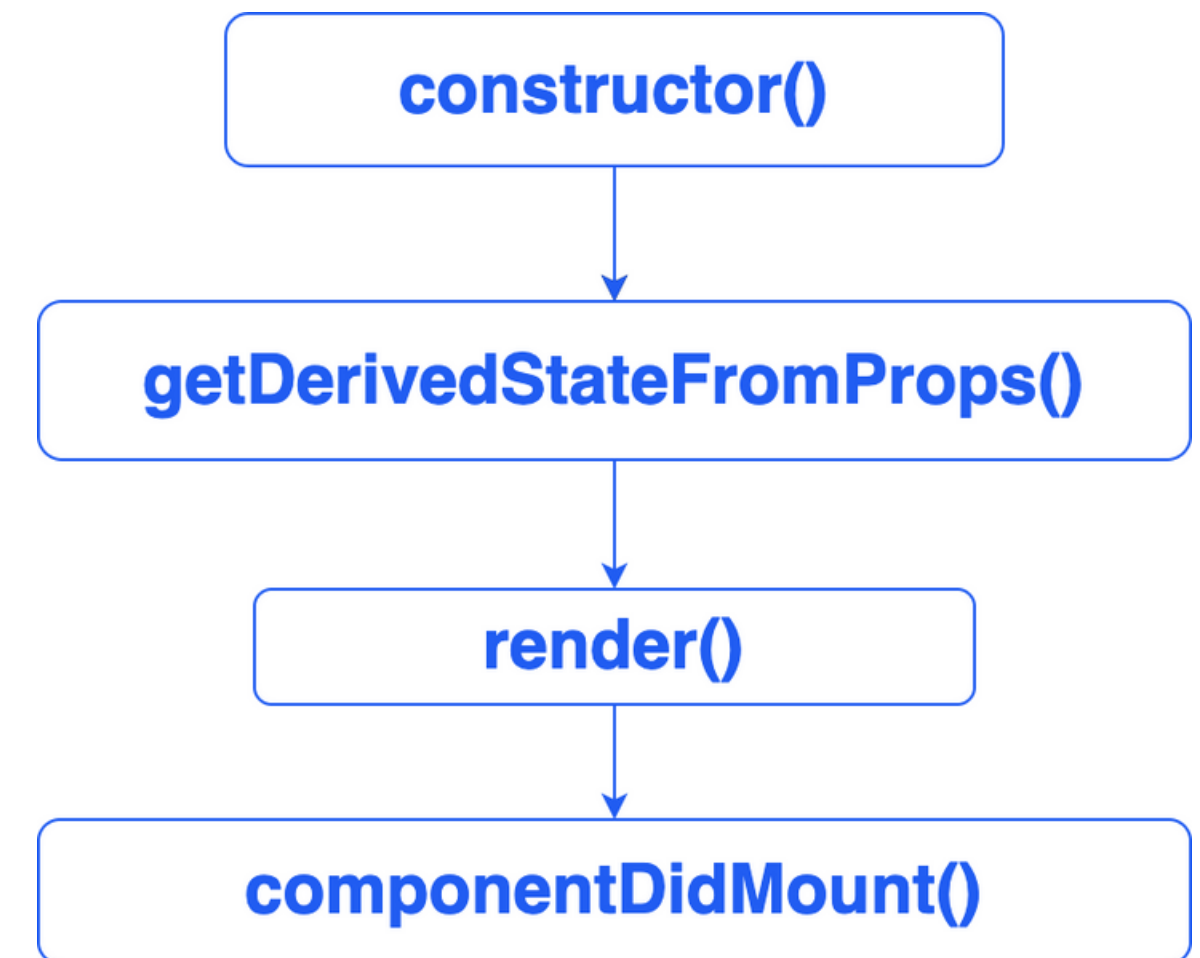 constructor()
getDerivedStateFromProps()
render()
componentDidMount()